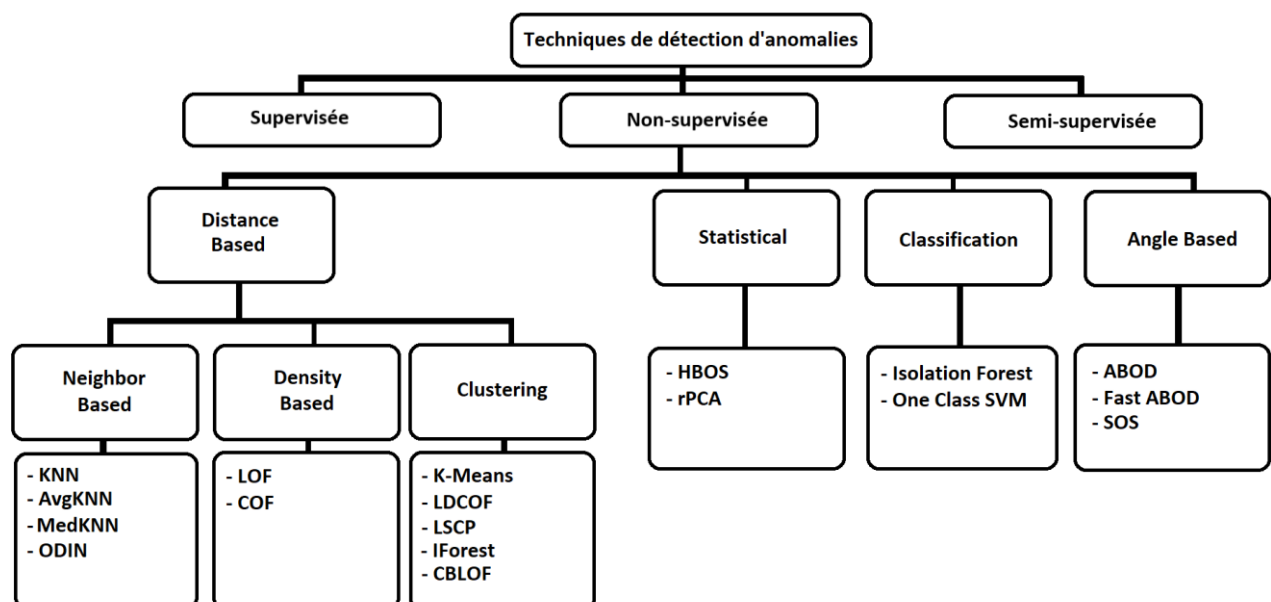 Techniques de détection d'anomalies
Supervisée
Non-supervisée
Semi-supervisée
Distance
Based
Statistical
Classification
Angle Based
Neighbor
Based
Density
Based
Clustering
- HBOS
- rPCA
- Isolation Forest
- One Class SVM
- ABOD
- Fast ABOD
- SOS
- KNN
- AvgKNN
- MedKNN
- ODIN
- LOF
- COF
- K-Means
- LDCOF
- LSCP
- IForest
- CBLOF